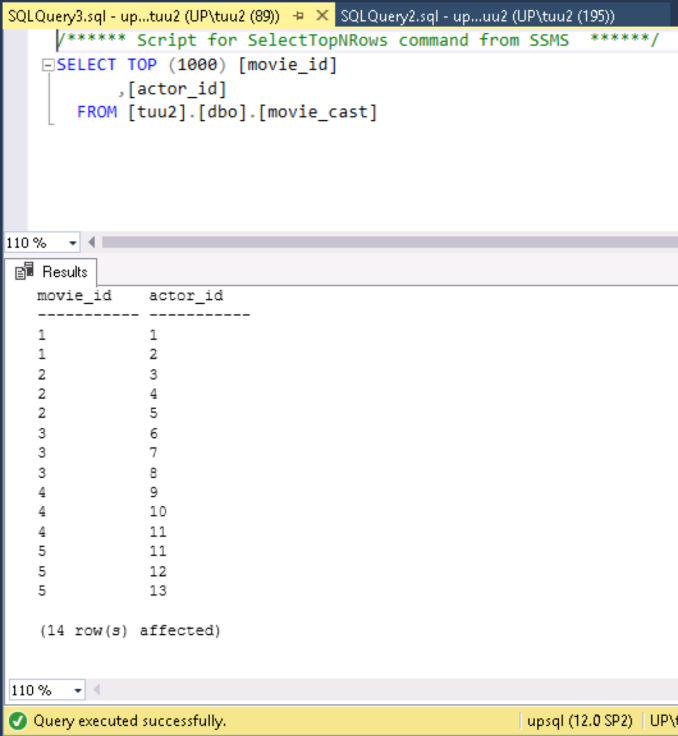 SQLQuery3.sql - up...tuu2 (UP\tuu2 (89)) SQLQuery2.sql - up...uu2 (UP\tuu2 (195))
/****** Script for SelectTopNRows command from SSMS ******/
SELECT TOP (1000) [movie_id]
,[actor_id]
FROM [tuu2].[dbo].[movie_cast]
110 %
Results
movie_id actor_id
----------- -----------
1 1
1 2
2 3
2 4
2 5
3 6
3 7
3 8
4 9
4 10
4 11
5 11
5 12
5 13
(14 row(s) affected)
110 %
Query executed successfully. upsql (12.0 SP2) UP\t